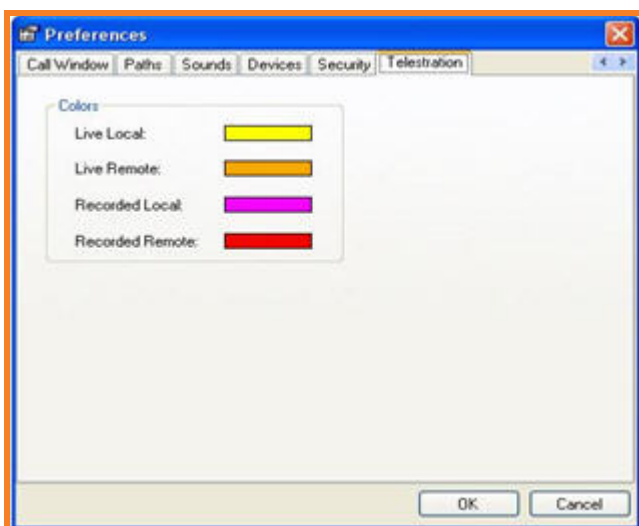 Preferences
Call Window Paths Sounds Devices Security Telestration
Colors
Live Local:
Live Remote:
Recorded Local:
Recorded Remote:
OK Cancel